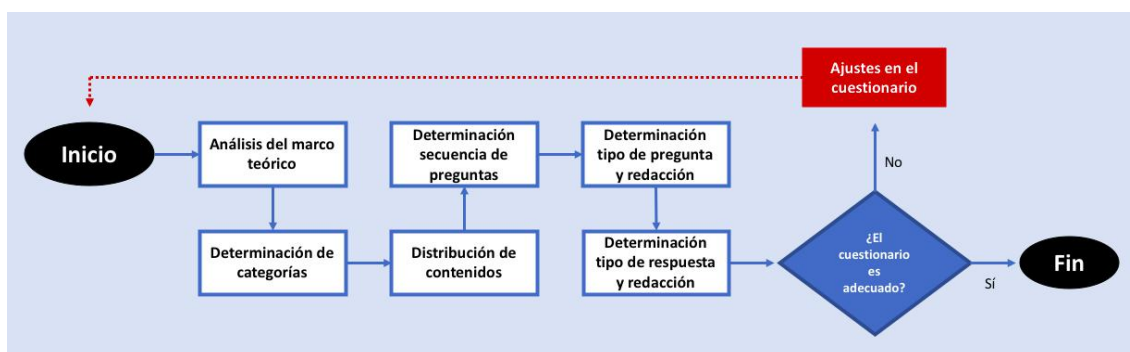 Ajustes en el
cuestionario
Inicio
Análisis del marco
teórico
Determinación
secuencia de
preguntas
Determinación
tipo de pregunta
y redacción
No
Determinación de
categorías
Distribución de
contenidos
Determinación
tipo de respuesta
y redacción
¿El
cuestionario
es
adecuado?
Sí
Fin